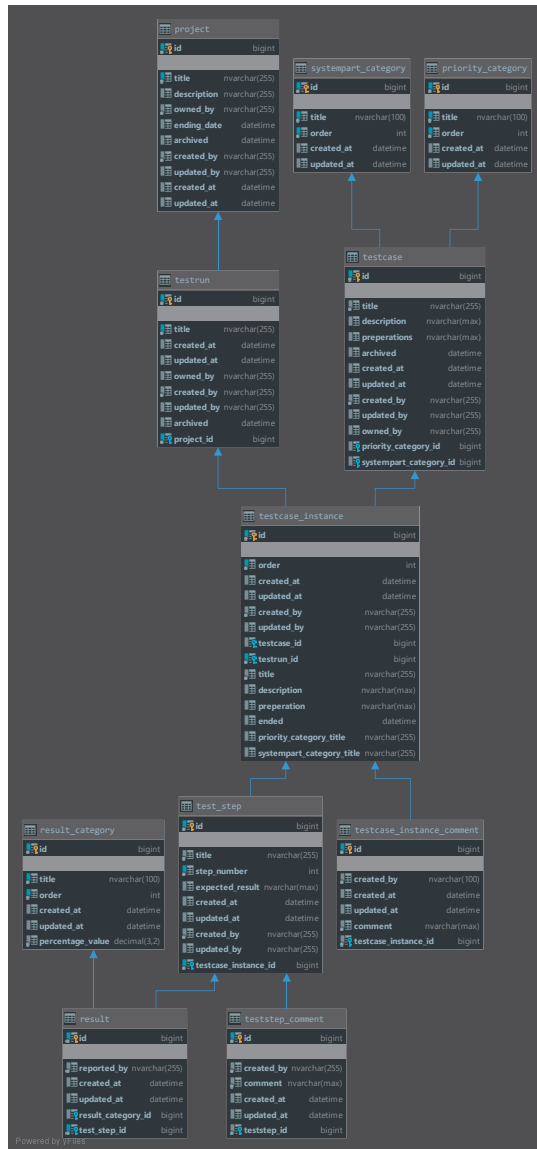 project
id bigint
title nvarchar(255)
description nvarchar(255)
owned_by nvarchar(255)
ending_date datetime
archived datetime
created_by nvarchar(255)
updated_by nvarchar(255)
created_at datetime
updated_at datetime
systempart_category
id bigint
title nvarchar(100)
order int
created_at datetime
updated_at datetime
priority_category
id bigint
title nvarchar(100)
order int
created_at datetime
updated_at datetime
testrun
id bigint
title nvarchar(255)
created_at datetime
updated_at datetime
owned_by nvarchar(255)
created_by nvarchar(255)
updated_by nvarchar(255)
archived datetime
project_id bigint
testcase
id bigint
title nvarchar(255)
description nvarchar(max)
preperations nvarchar(max)
archived datetime
created_at datetime
updated_at datetime
created_by nvarchar(255)
updated_by nvarchar(255)
owned_by nvarchar(255)
priority_category_id bigint
systempart_category_id bigint
testcase_instance
id bigint
order int
created_at datetime
updated_at datetime
created_by nvarchar(255)
updated_by nvarchar(255)
testcase_id bigint
testrun_id bigint
title nvarchar(255)
description nvarchar(max)
preperation nvarchar(max)
ended datetime
priority_category_title nvarchar(255)
systempart_category_title nvarchar(255)
result_category
id bigint
title nvarchar(100)
order int
created_at datetime
updated_at datetime
percentage_value decimal(3,2)
test_step
id bigint
title nvarchar(255)
step_number int
expected_result nvarchar(max)
created_at datetime
updated_at datetime
created_by nvarchar(255)
updated_by nvarchar(255)
testcase_instance_id bigint
testcase_instance_comment
id bigint
created_by nvarchar(100)
created_at datetime
updated_at datetime
comment nvarchar(max)
testcase_instance_id bigint
result
id bigint
reported_by nvarchar(255)
created_at datetime
updated_at datetime
result_category_id bigint
test_step_id bigint
teststep_comment
id bigint
created_by nvarchar(255)
comment nvarchar(max)
created_at datetime
updated_at datetime
teststep_id bigint
Powered by yFiles